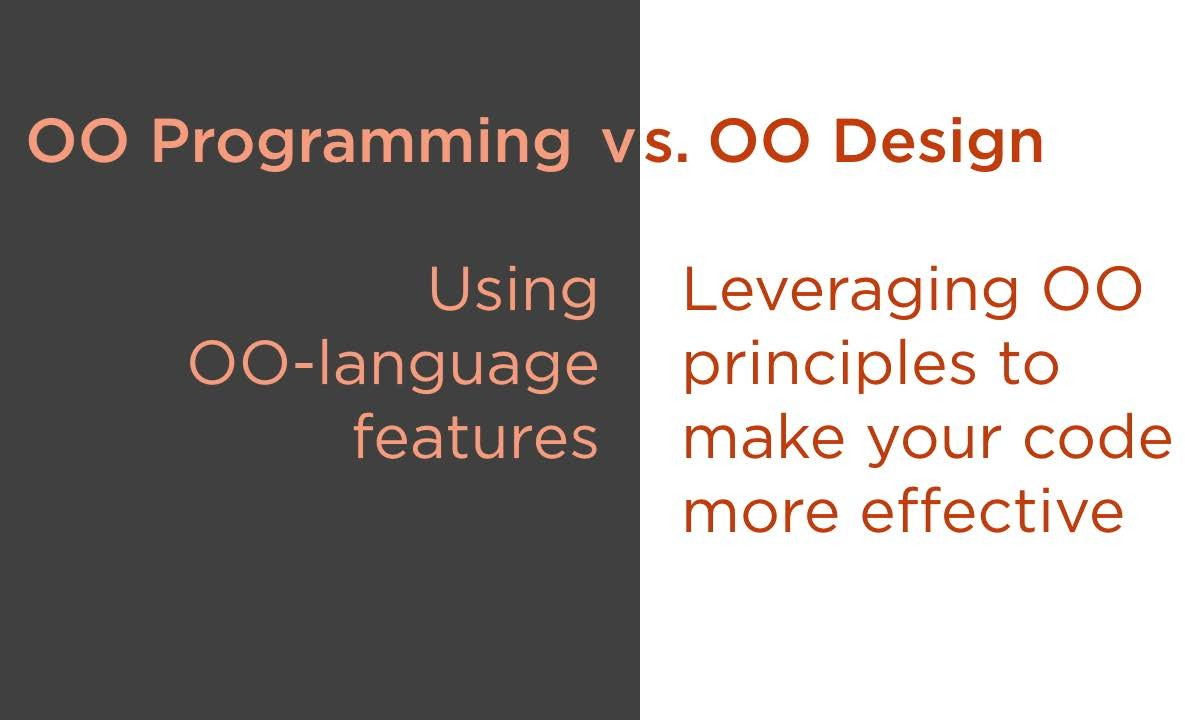 OO Programming vs. OO Design
Using
OO-language
features
Leveraging OO
principles to
make your code
more effective